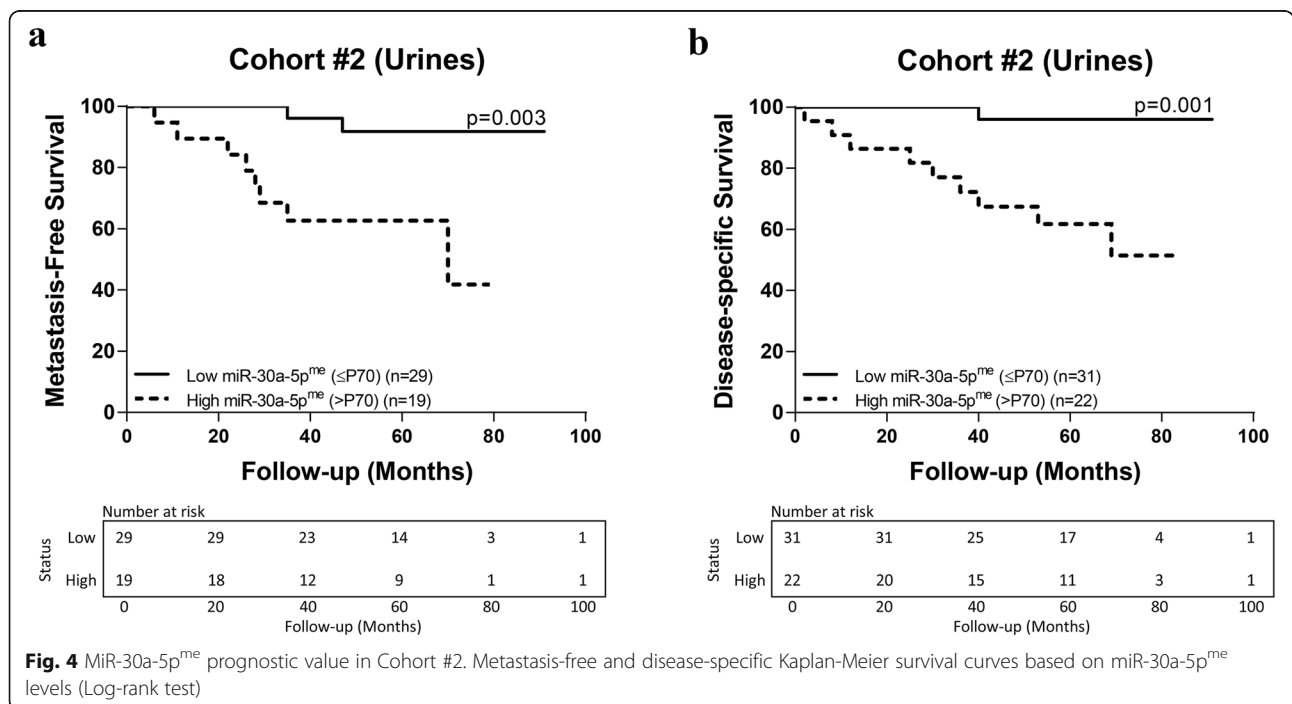 a
Cohort #2 (Urines)
p=0.003
Metastasis-Free Survival
100
80
60
40
20
0
Low miR-30a-5pme (≤P70) (n=29)
High miR-30a-5pme (>P70) (n=19)
0 20 40 60 80 100
Follow-up (Months)
Number at risk
Status
Low 29 29 23 14 3 1
High 19 18 12 9 1 1
0 20 40 60 80 100
Follow-up (Months)
b
Cohort #2 (Urines)
p=0.001
Disease-specific Survival
100
80
60
40
20
0
Low miR-30a-5pme (≤P70) (n=31)
High miR-30a-5pme (>P70) (n=22)
0 20 40 60 80 100
Follow-up (Months)
Number at risk
Status
Low 31 31 25 17 4 1
High 22 20 15 11 3 1
0 20 40 60 80 100
Follow-up (Months)
Fig. 4 MiR-30a-5pme prognostic value in Cohort #2. Metastasis-free and disease-specific Kaplan-Meier survival curves based on miR-30a-5pme
levels (Log-rank test)